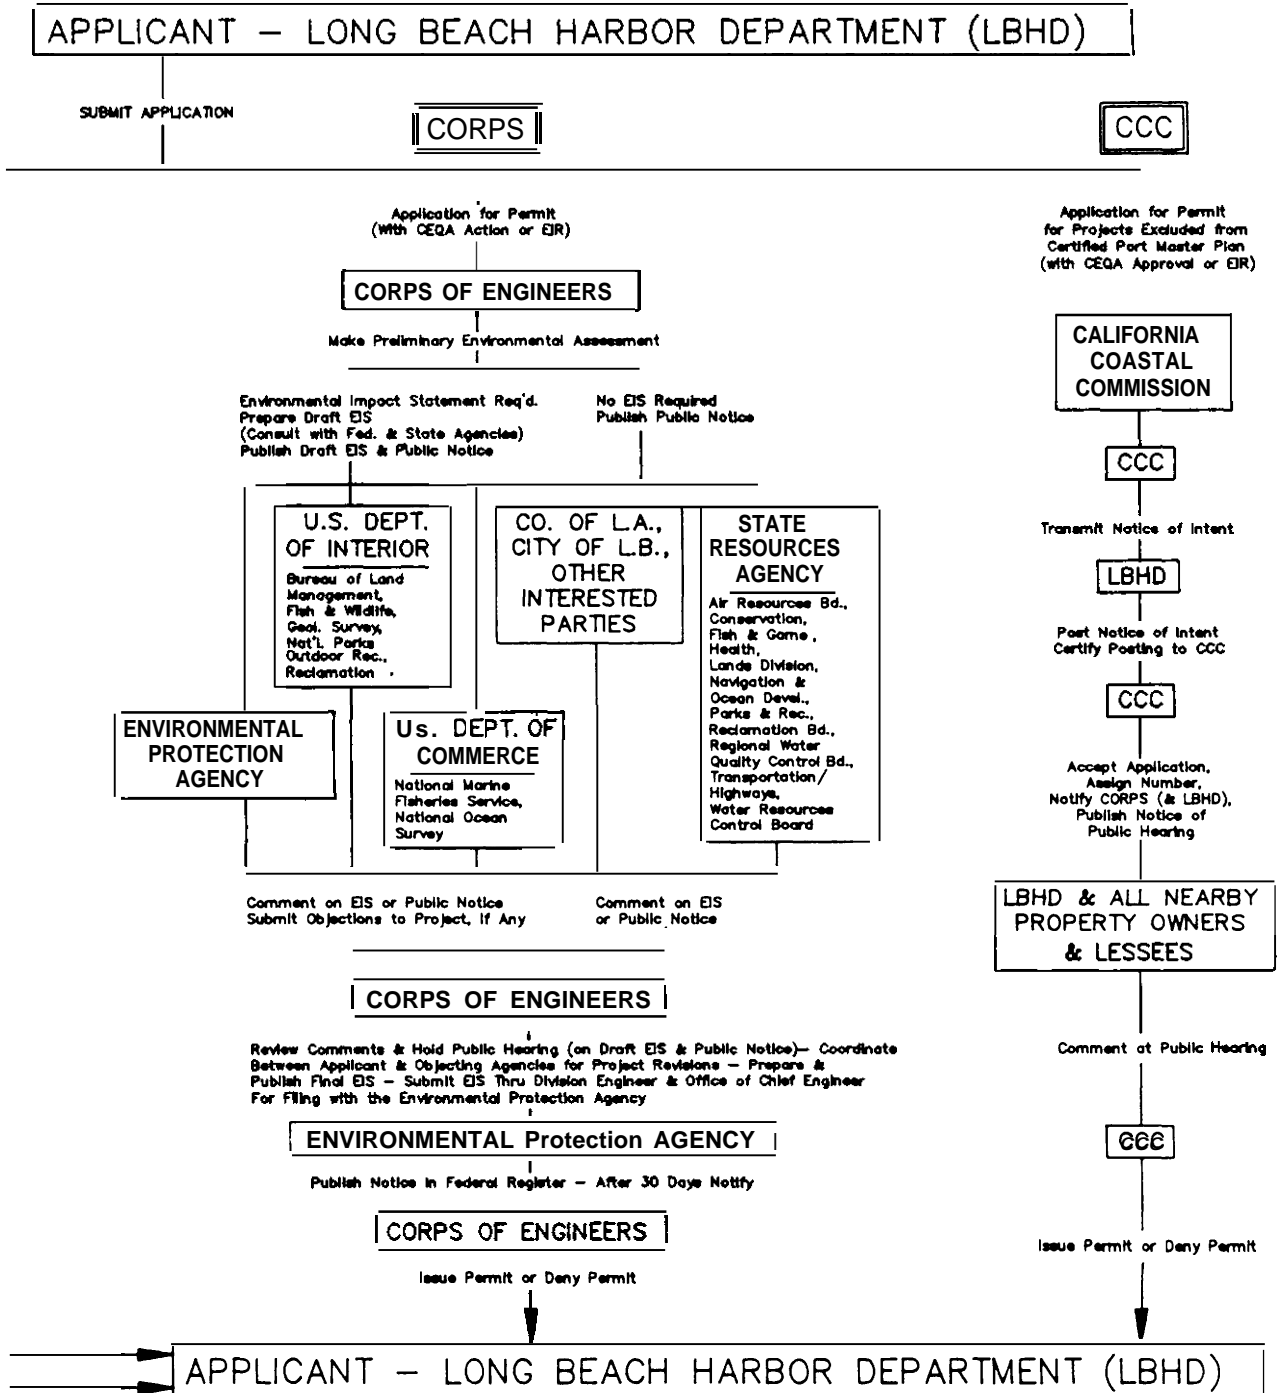 APPLICANT – LONG BEACH HARBOR DEPARTMENT (LBHD)
SUBMIT APPLICATION
CORPS
CCC
Application for Permit
(With CEQA Action or EIR)
CORPS OF ENGINEERS
Make Preliminary Environmental Assessment
Environmental Impact Statement Req'd.
Prepare Draft EIS
(Consult with Fed. & State Agencies)
Publish Draft EIS & Public Notice
No EIS Required
Publish Public Notice
U.S. DEPT.
OF INTERIOR
Bureau of Land
Management,
Fish & Wildlife,
Geol. Survey,
Nat'l. Parks
Outdoor Rec.,
Reclamation
CO. OF L.A.,
CITY OF L.B.,
OTHER
INTERESTED
PARTIES
STATE
RESOURCES
AGENCY
Air Resources Bd.,
Conservation,
Fish & Game,
Health,
Lands Division,
Navigation &
Ocean Devel.,
Parks & Rec.,
Reclamation Bd.,
Regional Water
Quality Control Bd.,
Transportation/
Highways,
Water Resources
Control Board
ENVIRONMENTAL
PROTECTION
AGENCY
Us. DEPT. OF
COMMERCE
National Marine
Fisheries Service,
National Ocean
Survey
Comment on EIS or Public Notice
Submit Objections to Project, If Any
Comment on EIS
or Public Notice
CORPS OF ENGINEERS
Review Comments & Hold Public Hearing (on Draft EIS & Public Notice)– Coordinate
Between Applicant & Objecting Agencies for Project Revisions – Prepare &
Publish Final EIS – Submit EIS Thru Division Engineer & Office of Chief Engineer
For Filing with the Environmental Protection Agency
ENVIRONMENTAL Protection AGENCY
Publish Notice in Federal Register – After 30 Days Notify
CORPS OF ENGINEERS
Issue Permit or Deny Permit
Application for Permit
for Projects Excluded from
Certified Port Master Plan
(with CEQA Approval or EIR)
CALIFORNIA
COASTAL
COMMISSION
CCC
Transmit Notice of Intent
LBHD
Post Notice of Intent
Certify Posting to CCC
CCC
Accept Application,
Assign Number,
Notify CORPS (& LBHD),
Publish Notice of
Public Hearing
LBHD & ALL NEARBY
PROPERTY OWNERS
& LESSEES
Comment at Public Hearing
CCC
Issue Permit or Deny Permit
APPLICANT – LONG BEACH HARBOR DEPARTMENT (LBHD)